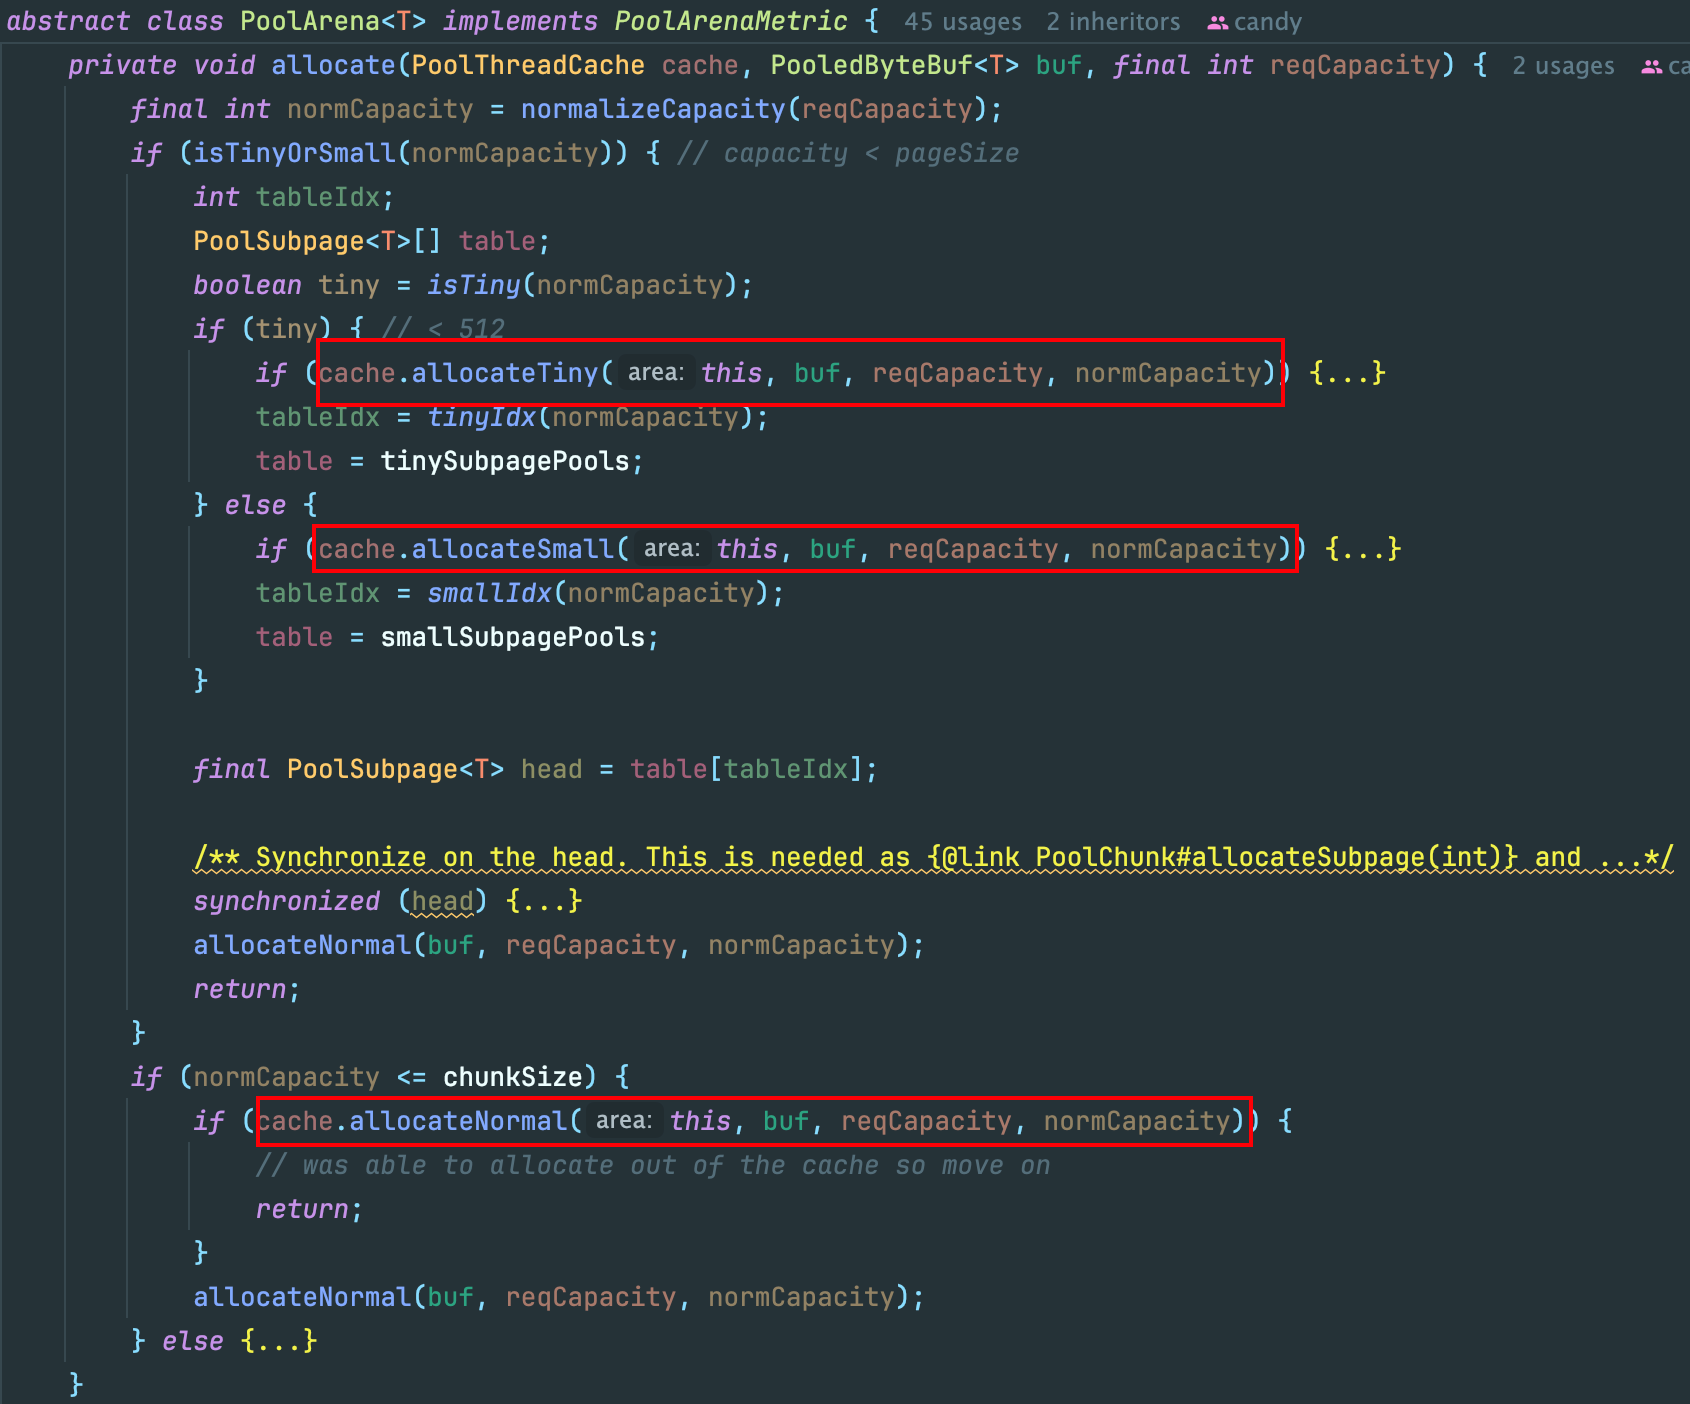 abstract class PoolArena<T> implements PoolArenaMetric { 45 usages 2 inheritors candy
private void allocate(PoolThreadCache cache, PooledByteBuf<T> buf, final int reqCapacity) { 2 usages ca
final int normCapacity = normalizeCapacity(reqCapacity);
if (isTinyOrSmall(normCapacity)) { // capacity < pageSize
int tableIdx;
PoolSubpage<T>[] table;
boolean tiny = isTiny(normCapacity);
if (tiny) { // < 512
if (cache.allocateTiny( area: this, buf, reqCapacity, normCapacity)) {...}
tableIdx = tinyIdx(normCapacity);
table = tinySubpagePools;
} else {
if (cache.allocateSmall( area: this, buf, reqCapacity, normCapacity)) {...}
tableIdx = smallIdx(normCapacity);
table = smallSubpagePools;
}
final PoolSubpage<T> head = table[tableIdx];
/** Synchronize on the head. This is needed as {@link PoolChunk#allocateSubpage(int)} and ...*/
synchronized (head) {...}
allocateNormal(buf, reqCapacity, normCapacity);
return;
}
if (normCapacity <= chunkSize) {
if (cache.allocateNormal( area: this, buf, reqCapacity, normCapacity)) {
// was able to allocate out of the cache so move on
return;
}
allocateNormal(buf, reqCapacity, normCapacity);
} else {...}
}